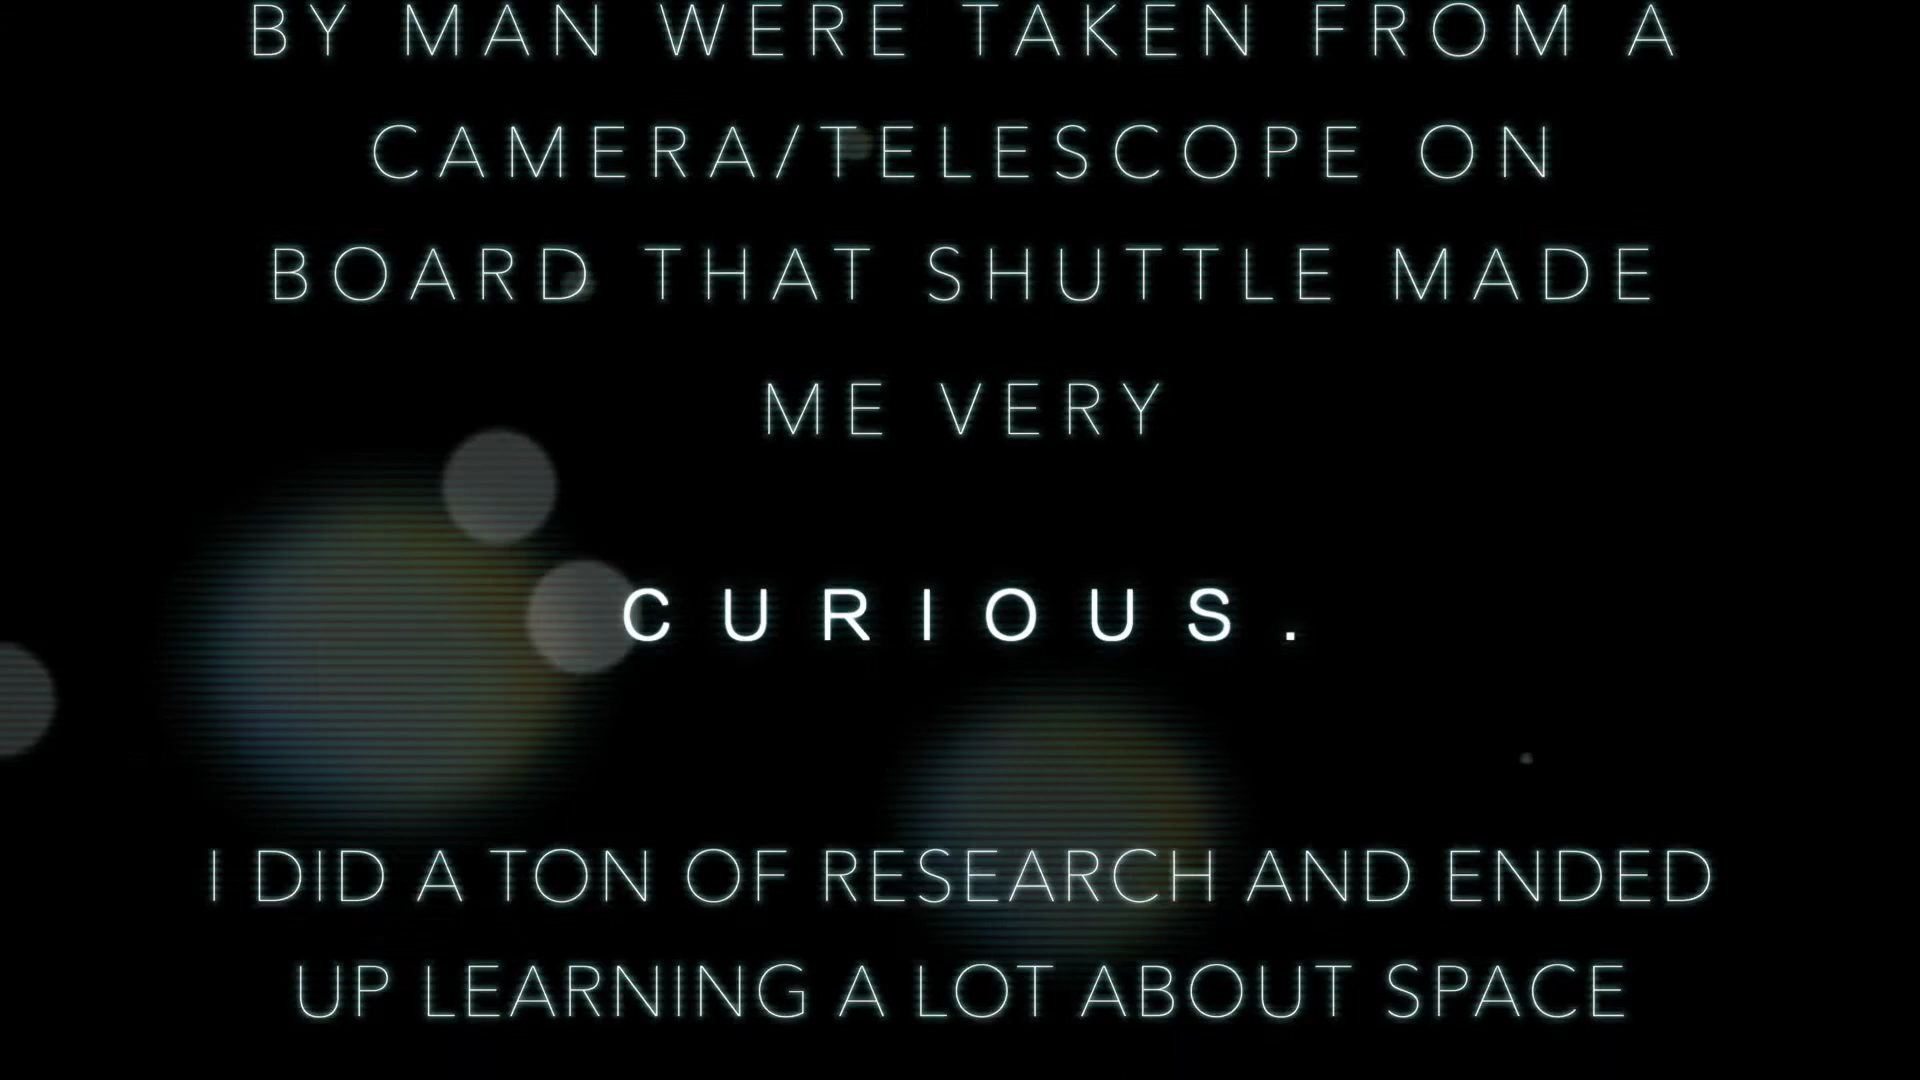 BY MAN WERE TAKEN FROM A
CAMERA/TELESCOPE ON
BOARD THAT SHUTTLE MADE
ME VERY
CURIOUS.
I DID A TON OF RESEARCH AND ENDED
UP LEARNING A LOT ABOUT SPACE